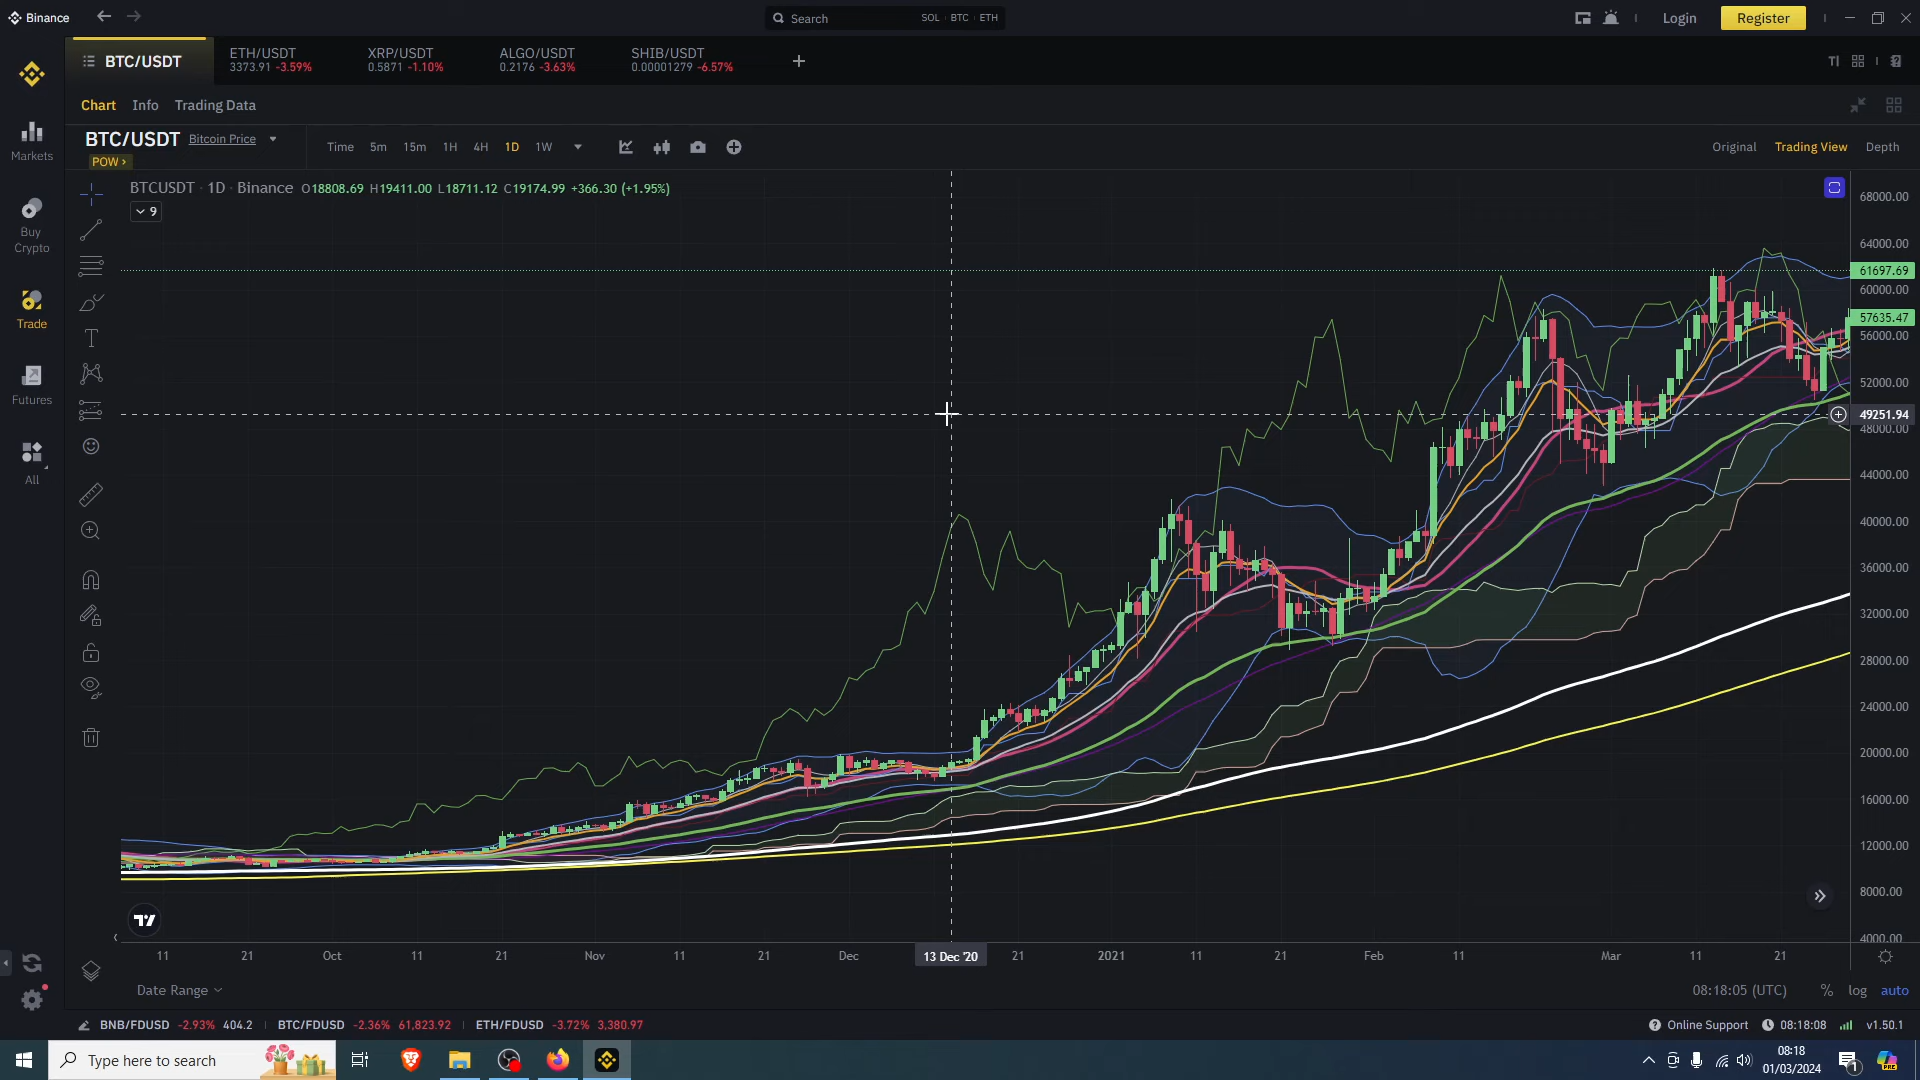 Binance
Search SOL · BTC · ETH
Login
Register
BTC/USDT
ETH/USDT
3373.91 -3.59%
XRP/USDT
0.5871 -1.10%
ALGO/USDT
0.2176 -3.63%
SHIB/USDT
0.00001279 -6.57%
Chart Info Trading Data
Markets
Buy
Crypto
Trade
Futures
All
BTC/USDT Bitcoin Price
POW ›
Time 5m 15m 1H 4H 1D 1W
Original Trading View Depth
BTCUSDT · 1D · Binance O18808.69 H19411.00 L18711.12 C19174.99 +366.30 (+1.95%)
9
68000.00
64000.00
61697.69
60000.00
57635.47
56000.00
52000.00
49251.94
48000.00
44000.00
40000.00
36000.00
32000.00
28000.00
24000.00
20000.00
16000.00
12000.00
8000.00
4000.00
11 21 Oct 11 21 Nov 11 21 Dec 13 Dec '20 21 2021 11 21 Feb 11 Mar 11 21
Date Range
08:18:05 (UTC) % log auto
BNB/FDUSD -2.93% 404.2 BTC/FDUSD -2.36% 61,823.92 ETH/FDUSD -3.72% 3,380.97
Online Support 08:18:08 v1.50.1
Type here to search
08:18
01/03/2024
1
PRE